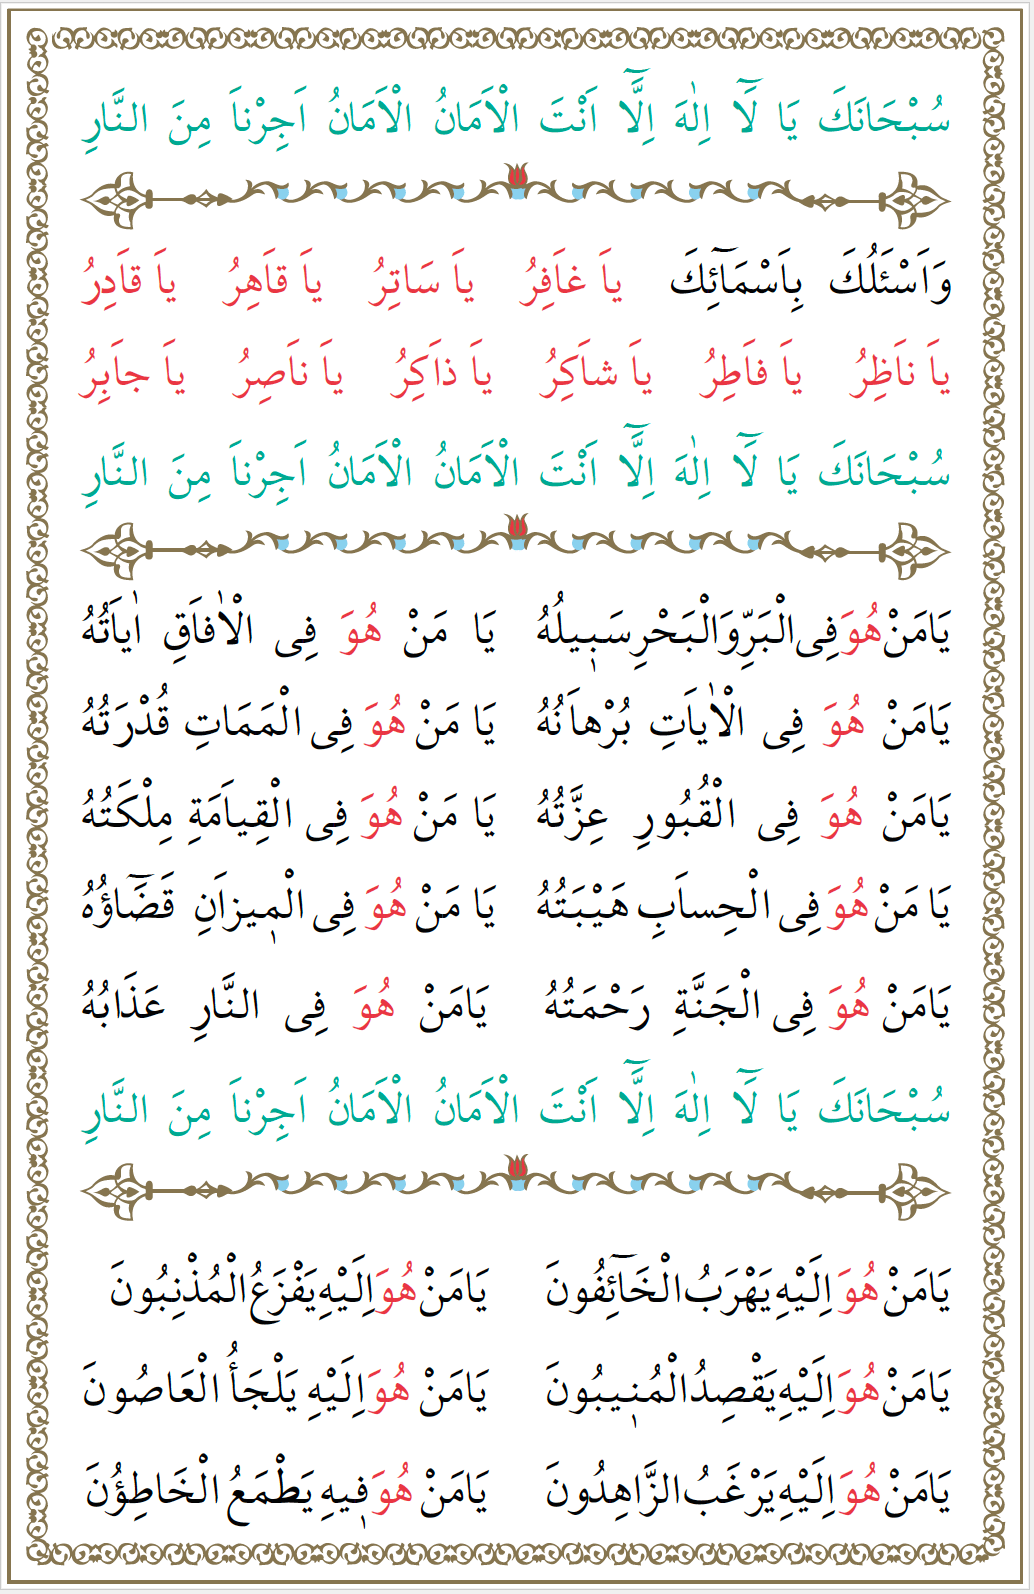 سُبْحَانَكَ يَا لَٓا اِلٰهَ اِلَّٓا اَنْتَ الْاَمَانُ الْاَمَانُ اَجِرْنَا مِنَ النَّارِ
وَاَسْئَلُكَ بِاَسْمَٓائِكَ يَا غَافِرُ يَا سَاتِرُ يَا قَاهِرُ يَا قَادِرُ
يَا نَاظِرُ يَا فَاطِرُ يَا شَاكِرُ يَا ذَاكِرُ يَا نَاصِرُ يَا جَابِرُ
سُبْحَانَكَ يَا لَٓا اِلٰهَ اِلَّٓا اَنْتَ الْاَمَانُ الْاَمَانُ اَجِرْنَا مِنَ النَّارِ
يَامَنْ هُوَ فِى الْبَرِّ وَالْبَحْرِ سَبٖيلُهُ يَا مَنْ هُوَ فِى الْاٰفَاقِ اٰيَاتُهُ
يَامَنْ هُوَ فِى الْاٰيَاتِ بُرْهَانُهُ يَا مَنْ هُوَ فِى الْمَمَاتِ قُدْرَتُهُ
يَامَنْ هُوَ فِى الْقُبُورِ عِزَّتُهُ يَا مَنْ هُوَ فِى الْقِيَامَةِ مِلْكَتُهُ
يَا مَنْ هُوَ فِى الْحِسَابِ هَيْبَتُهُ يَا مَنْ هُوَ فِى الْمٖيزَانِ قَضَٓاؤُهُ
يَامَنْ هُوَ فِى الْجَنَّةِ رَحْمَتُهُ يَامَنْ هُوَ فِى النَّارِ عَذَابُهُ
سُبْحَانَكَ يَا لَٓا اِلٰهَ اِلَّٓا اَنْتَ الْاَمَانُ الْاَمَانُ اَجِرْنَا مِنَ النَّارِ
يَامَنْ هُوَ اِلَيْهِ يَهْرَبُ الْخَٓائِفُونَ يَامَنْ هُوَ اِلَيْهِ يَفْزَعُ الْمُذْنِبُونَ
يَامَنْ هُوَ اِلَيْهِ يَقْصِدُ الْمُنٖيبُونَ يَامَنْ هُوَ اِلَيْهِ يَلْجَأُ الْعَاصُونَ
يَامَنْ هُوَ اِلَيْهِ يَرْغَبُ الزَّاهِدُونَ يَامَنْ هُوَ فٖيهِ يَطْمَعُ الْخَاطِؤُنَ